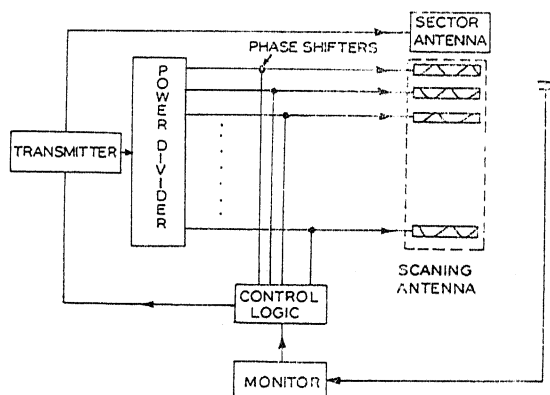 SECTOR
ANTENNA
PHASE SHIFTERS
POWER DIVIDER
TRANSMITTER
SCANING
ANTENNA
CONTROL
LOGIC
MONITOR